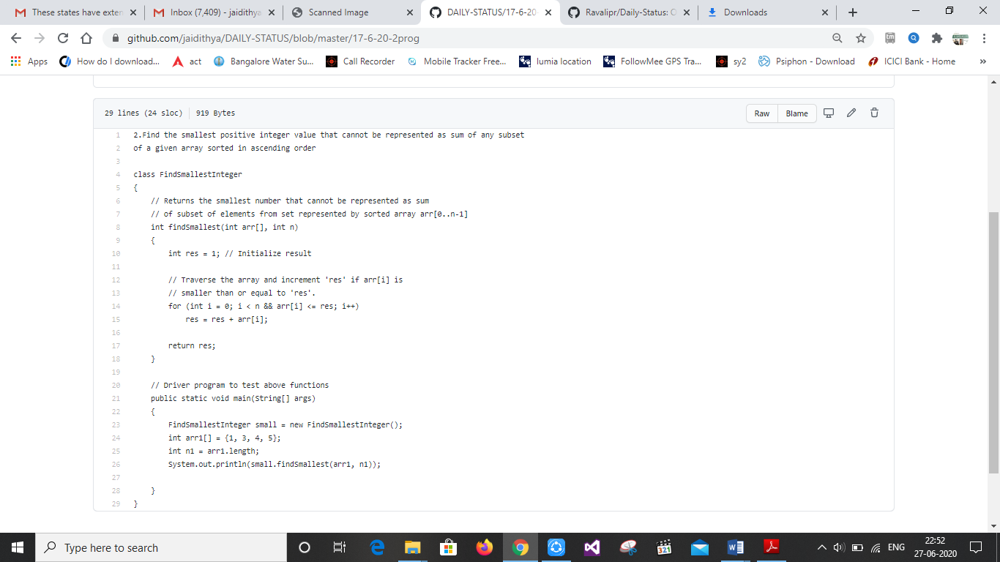 These states have exten
Inbox (7,409) - jaidithya
Scanned Image
DAILY-STATUS/17-6-20
Ravalipr/Daily-Status: C
Downloads
github.com/jaidithya/DAILY-STATUS/blob/master/17-6-20-2prog
Apps
How do I download...
act
Bangalore Water Su...
Call Recorder
Mobile Tracker Free...
lumia location
FollowMee GPS Tra...
sy2
Psiphon - Download
ICICI Bank - Home
»
29 lines (24 sloc)
919 Bytes
Raw
Blame
1 2.Find the smallest positive integer value that cannot be represented as sum of any subset
2 of a given array sorted in ascending order
3
4 class FindSmallestInteger
5 {
6 // Returns the smallest number that cannot be represented as sum
7 // of subset of elements from set represented by sorted array arr[0..n-1]
8 int findSmallest(int arr[], int n)
9 {
10 int res = 1; // Initialize result
11
12 // Traverse the array and increment 'res' if arr[i] is
13 // smaller than or equal to 'res'.
14 for (int i = 0; i < n && arr[i] <= res; i++)
15 res = res + arr[i];
16
17 return res;
18 }
19
20 // Driver program to test above functions
21 public static void main(String[] args)
22 {
23 FindSmallestInteger small = new FindSmallestInteger();
24 int arr1[] = {1, 3, 4, 5};
25 int n1 = arr1.length;
26 System.out.println(small.findSmallest(arr1, n1));
27
28 }
29 }
Type here to search
321
ENG
22:52
27-06-2020